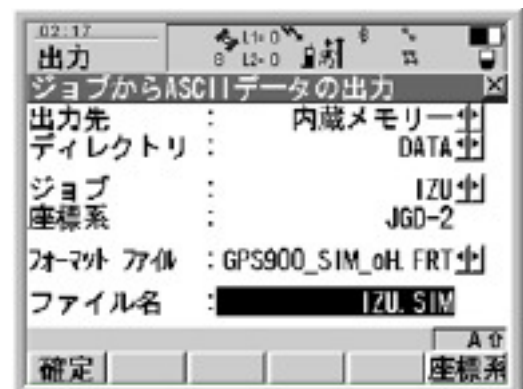 02:17
出力
L1= 0
8 L2= 0
ジョブからASCIIデータの出力
出力先 : 内蔵メモリー
ディレクトリ : DATA
ジョブ : IZU
座標系 : JGD-2
フォーマット ファイル : GPS900_SIM_oH.FRT
ファイル名 : IZU.SIM
A
確定 座標系